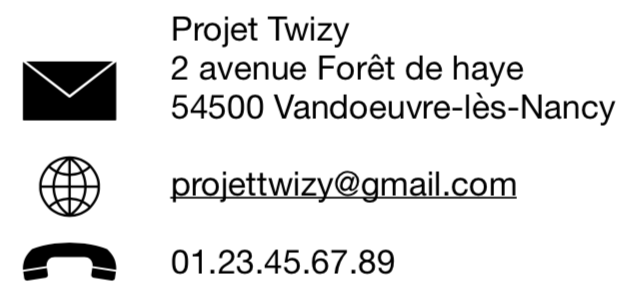 Projet Twizy
2 avenue Forêt de haye
54500 Vandoeuvre-lès-Nancy
projettwizy@gmail.com
01.23.45.67.89